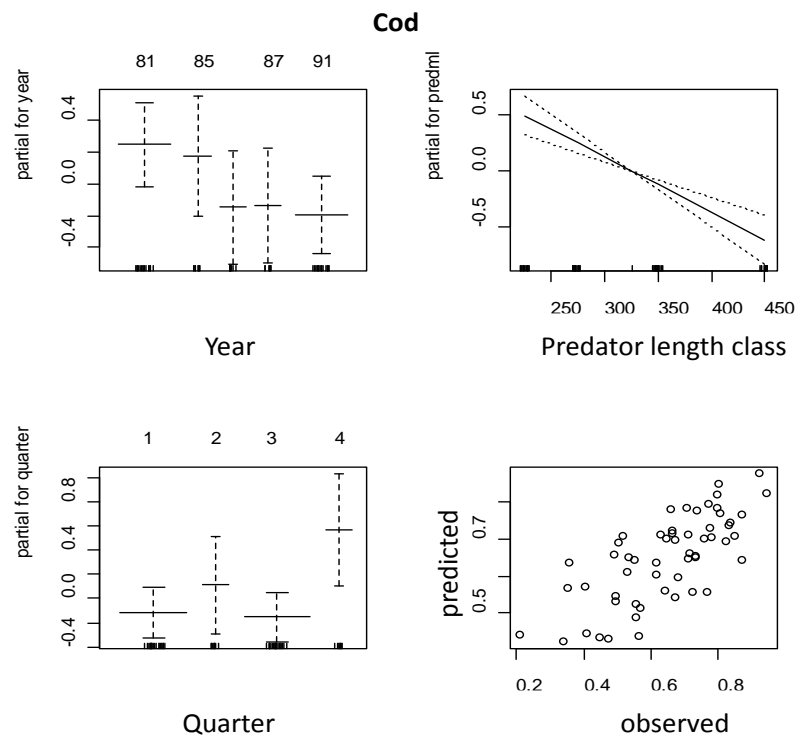 Cod
81 85 87 91
partial for year
0.4
0.0
-0.4
Year
partial for predml
0.5
0.0
-0.5
250 300 350 400 450
Predator length class
1 2 3 4
partial for quarter
0.8
0.4
0.0
-0.4
Quarter
predicted
0.7
0.5
0.2 0.4 0.6 0.8
observed